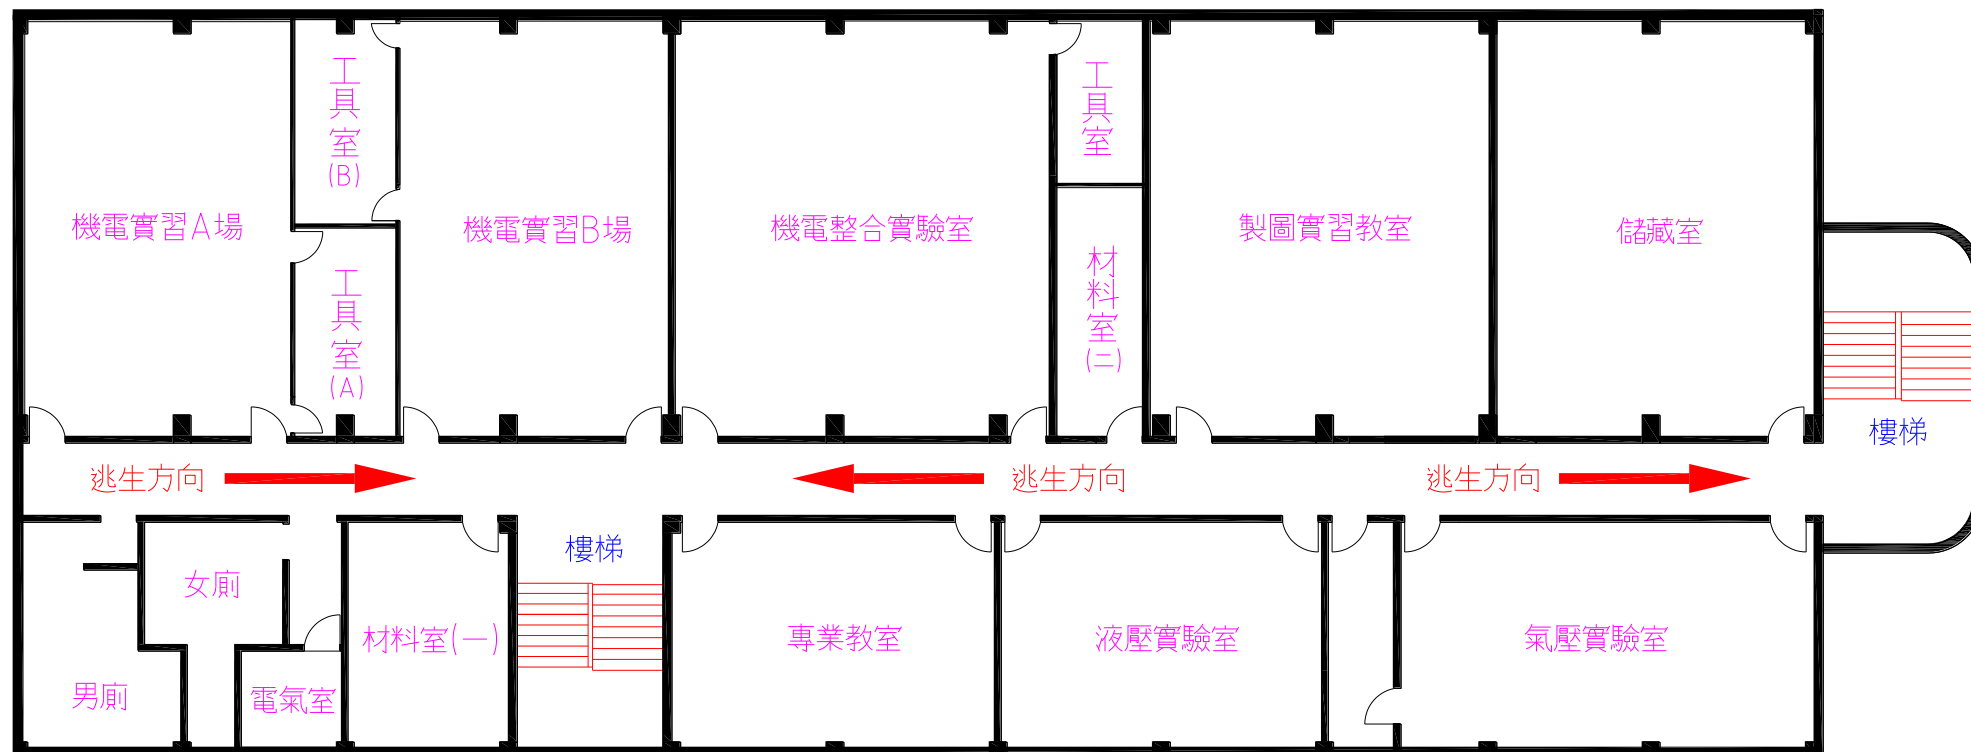 工具室(B)
工具室
機電實習A場
機電實習B場
機電整合實驗室
製圖實習教室
儲藏室
工具室(A)
材料室(二)
樓梯
逃生方向
逃生方向
逃生方向
樓梯
女廁
材料室(一)
專業教室
液壓實驗室
氣壓實驗室
男廁
電氣室